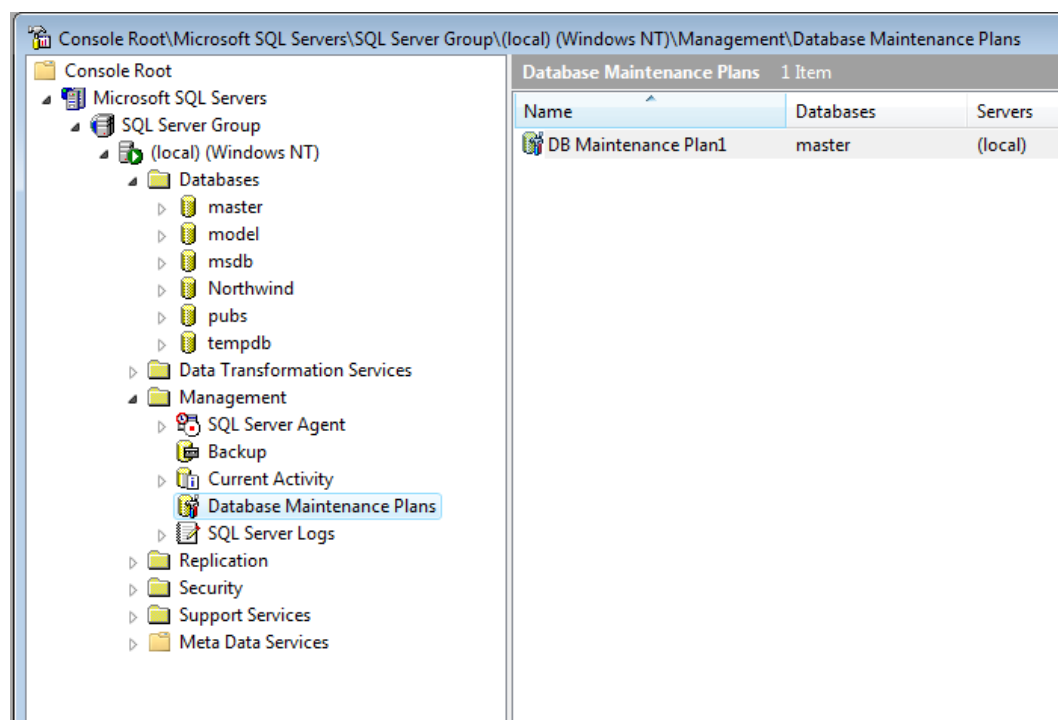 Console Root\Microsoft SQL Servers\SQL Server Group\(local) (Windows NT)\Management\Database Maintenance Plans
Console Root
Microsoft SQL Servers
SQL Server Group
(local) (Windows NT)
Databases
master
model
msdb
Northwind
pubs
tempdb
Data Transformation Services
Management
SQL Server Agent
Backup
Current Activity
Database Maintenance Plans
SQL Server Logs
Replication
Security
Support Services
Meta Data Services
Database Maintenance Plans 1 Item
Name Databases Servers
DB Maintenance Plan1 master (local)